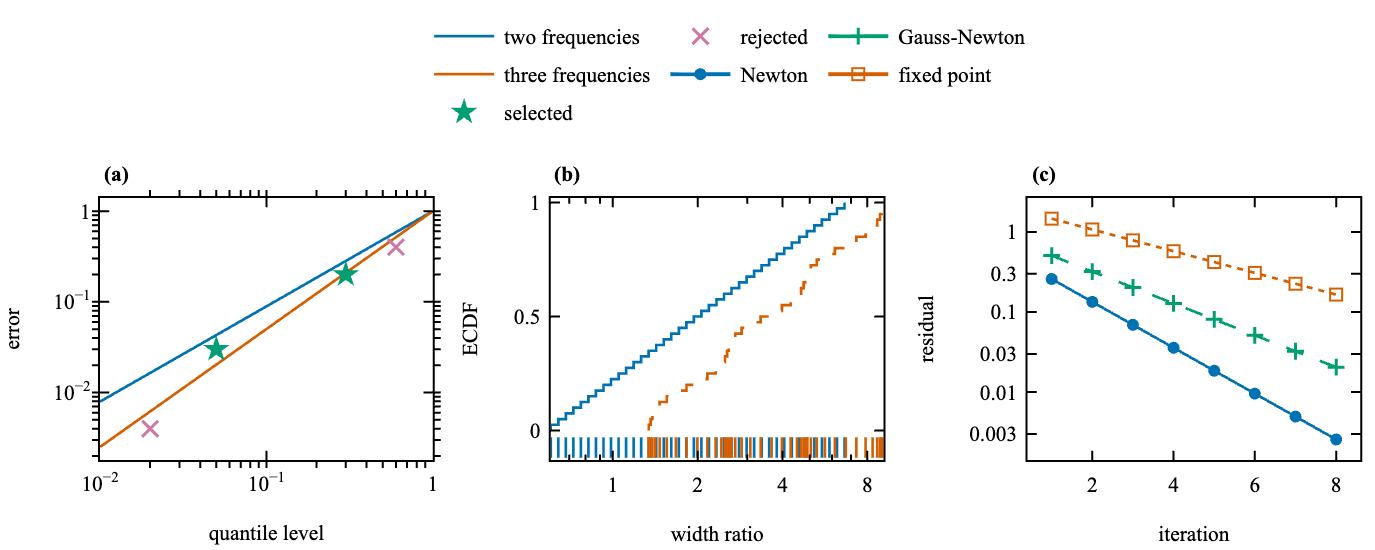 two frequencies
rejected
Gauss-Newton
three frequencies
Newton
fixed point
selected
(a)
1
10⁻¹
10⁻²
error
10⁻² 10⁻¹ 1
quantile level
(b)
1
0.5
0
ECDF
1 2 4 8
width ratio
(c)
1
0.3
0.1
0.03
0.01
0.003
residual
2 4 6 8
iteration